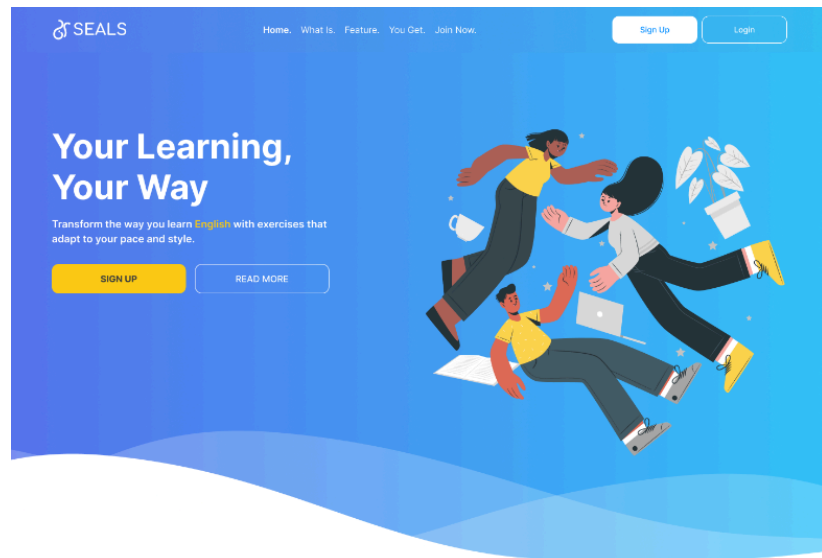 SEALS
Home. What Is. Feature. You Get. Join Now.
Sign Up
Login
Your Learning,
Your Way
Transform the way you learn English with exercises that
adapt to your pace and style.
SIGN UP
READ MORE